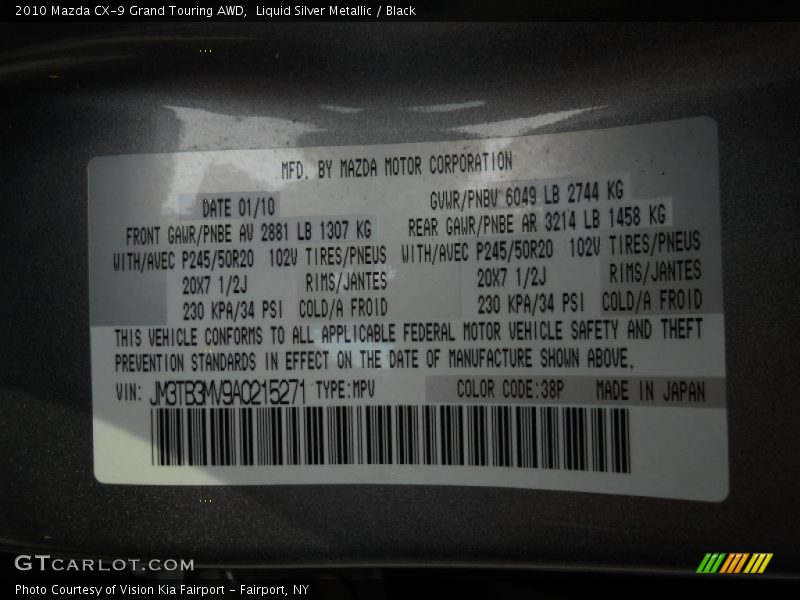 2010 Mazda CX-9 Grand Touring AWD,  Liquid Silver Metallic / Black
MFD. BY MAZDA MOTOR CORPORATION
DATE 01/10
GVWR/PNBV 6049 LB 2744 KG
FRONT GAWR/PNBE AV 2881 LB 1307 KG
REAR GAWR/PNBE AR 3214 LB 1458 KG
WITH/AVEC P245/50R20 102V TIRES/PNEUS
WITH/AVEC P245/50R20 102V TIRES/PNEUS
20X7 1/2J RIMS/JANTES
20X7 1/2J RIMS/JANTES
230 KPA/34 PSI COLD/A FROID
230 KPA/34 PSI COLD/A FROID
THIS VEHICLE CONFORMS TO ALL APPLICABLE FEDERAL MOTOR VEHICLE SAFETY AND THEFT
PREVENTION STANDARDS IN EFFECT ON THE DATE OF MANUFACTURE SHOWN ABOVE.
VIN: JM3TB3MV9A0215271 TYPE:MPV COLOR CODE:38P MADE IN JAPAN
GTCARLOT.COM
Photo Courtesy of Vision Kia Fairport - Fairport, NY